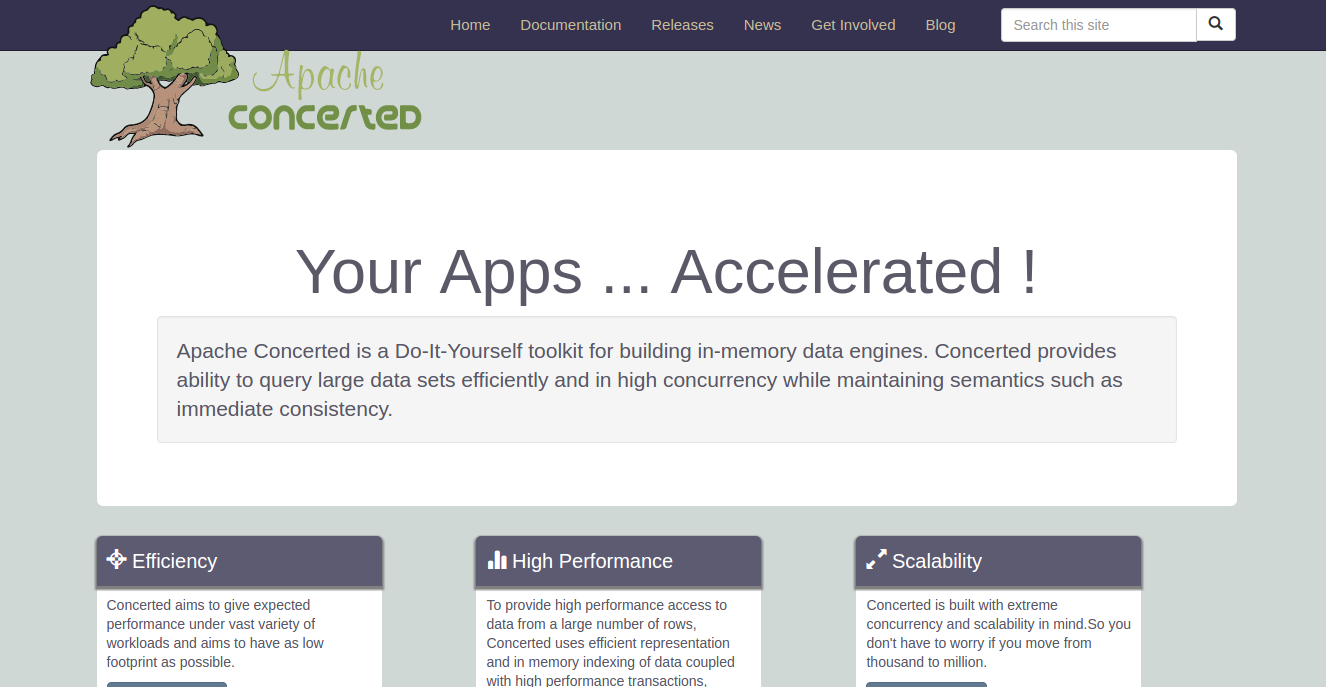 Home Documentation Releases News Get Involved Blog Search this site
Apache
concerted
Your Apps ... Accelerated !
Apache Concerted is a Do-It-Yourself toolkit for building in-memory data engines. Concerted provides
ability to query large data sets efficiently and in high concurrency while maintaining semantics such as
immediate consistency.
Efficiency
Concerted aims to give expected
performance under vast variety of
workloads and aims to have as low
footprint as possible.
High Performance
To provide high performance access to
data from a large number of rows,
Concerted uses efficient representation
and in memory indexing of data coupled
with high performance transactions,
Scalability
Concerted is built with extreme
concurrency and scalability in mind.So you
don't have to worry if you move from
thousand to million.